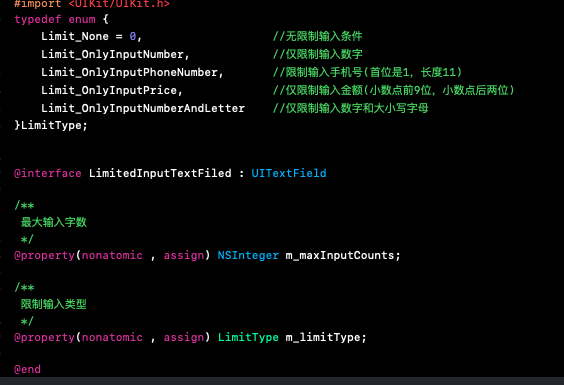 #import <UIKit/UIKit.h>
typedef enum {
    Limit_None = 0,                  //无限制输入条件
    Limit_OnlyInputNumber,           //仅限制输入数字
    Limit_OnlyInputPhoneNumber,      //限制输入手机号(首位是1，长度11)
    Limit_OnlyInputPrice,            //仅限制输入金额(小数点前9位，小数点后两位)
    Limit_OnlyInputNumberAndLetter   //仅限制输入数字和大小写字母
}LimitType;
@interface LimitedInputTextFiled : UITextField
/**
 最大输入字数
 */
@property(nonatomic , assign) NSInteger m_maxInputCounts;
/**
 限制输入类型
 */
@property(nonatomic , assign) LimitType m_limitType;
@end